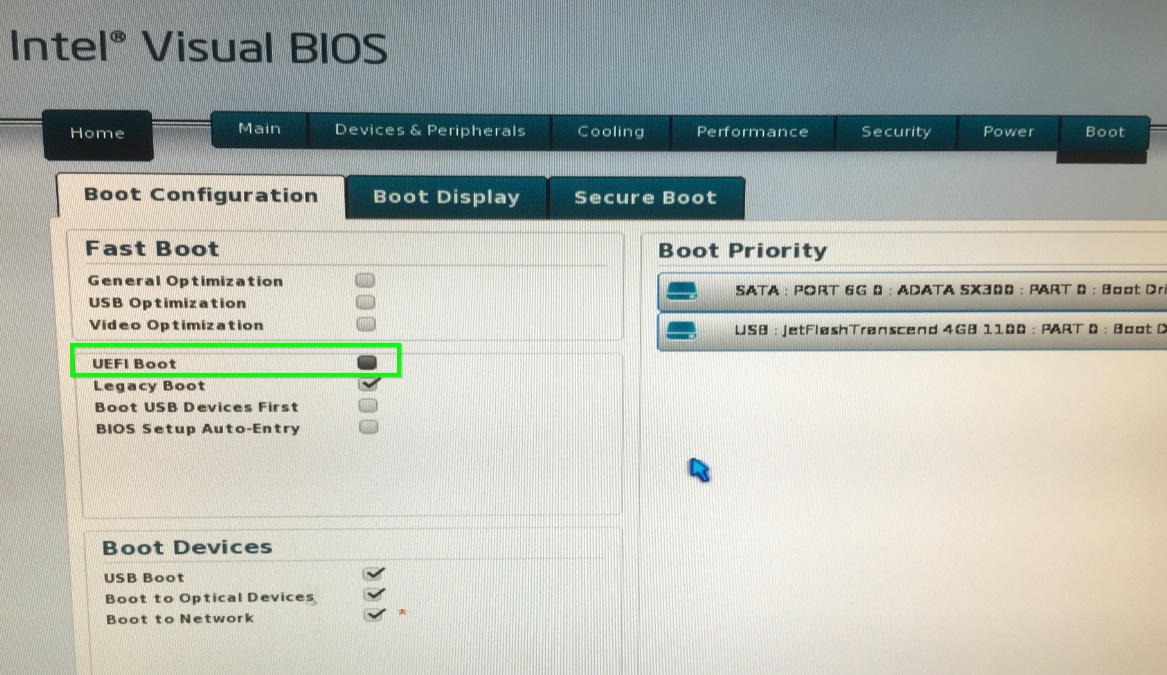 Intel® Visual BIOS
Home Main Devices & Peripherals Cooling Performance Security Power Boot
Boot Configuration Boot Display Secure Boot
Fast Boot
General Optimization
USB Optimization
Video Optimization
UEFI Boot
Legacy Boot
Boot USB Devices First
BIOS Setup Auto-Entry
Boot Devices
USB Boot
Boot to Optical Devices
Boot to Network *
Boot Priority
SATA : PORT 6G 0 : ADATA SX300 : PART 0 : Boot Dri
USB : JetFlashTranscend 4GB 1100 : PART 0 : Boot D